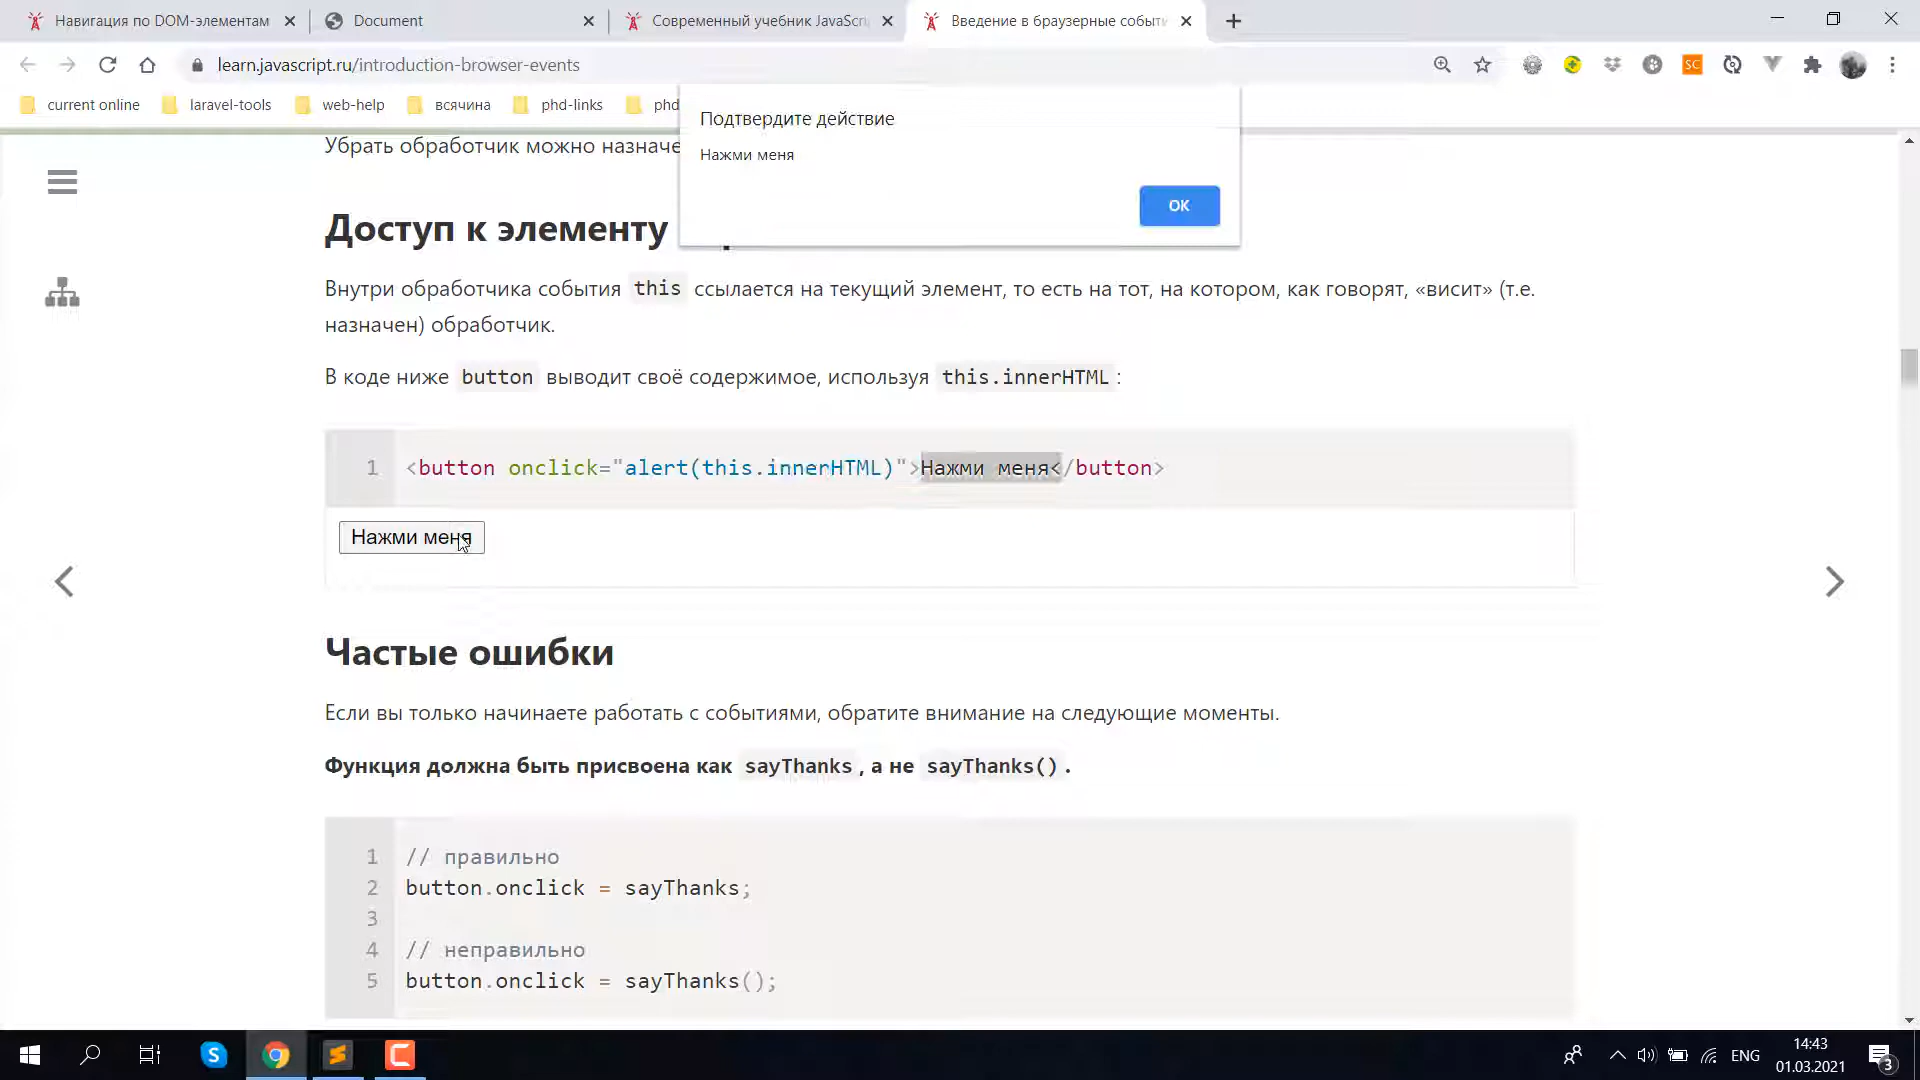 Навигация по DOM-элементам
Document
Современный учебник JavaScri
Введение в браузерные событи
learn.javascript.ru/introduction-browser-events
SC
current online
laravel-tools
web-help
всячина
phd-links
phd
Подтвердите действие
Нажми меня
OK
Убрать обработчик можно назначе
Доступ к элементу
Внутри обработчика события this ссылается на текущий элемент, то есть на тот, на котором, как говорят, «висит» (т.е.
назначен) обработчик.
В коде ниже button выводит своё содержимое, используя this.innerHTML:
1 <button onclick="alert(this.innerHTML)">Нажми меня</button>
Нажми меня
Частые ошибки
Если вы только начинаете работать с событиями, обратите внимание на следующие моменты.
Функция должна быть присвоена как sayThanks, а не sayThanks().
1 // правильно
2 button.onclick = sayThanks;
3
4 // неправильно
5 button.onclick = sayThanks();
ENG
14:43
01.03.2021
3